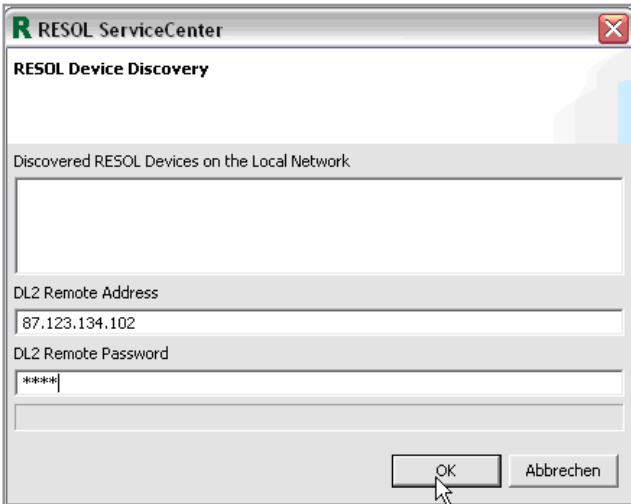 RESOL ServiceCenter
RESOL Device Discovery
Discovered RESOL Devices on the Local Network
DL2 Remote Address
87.123.134.102
DL2 Remote Password
****
OK
Abbrechen